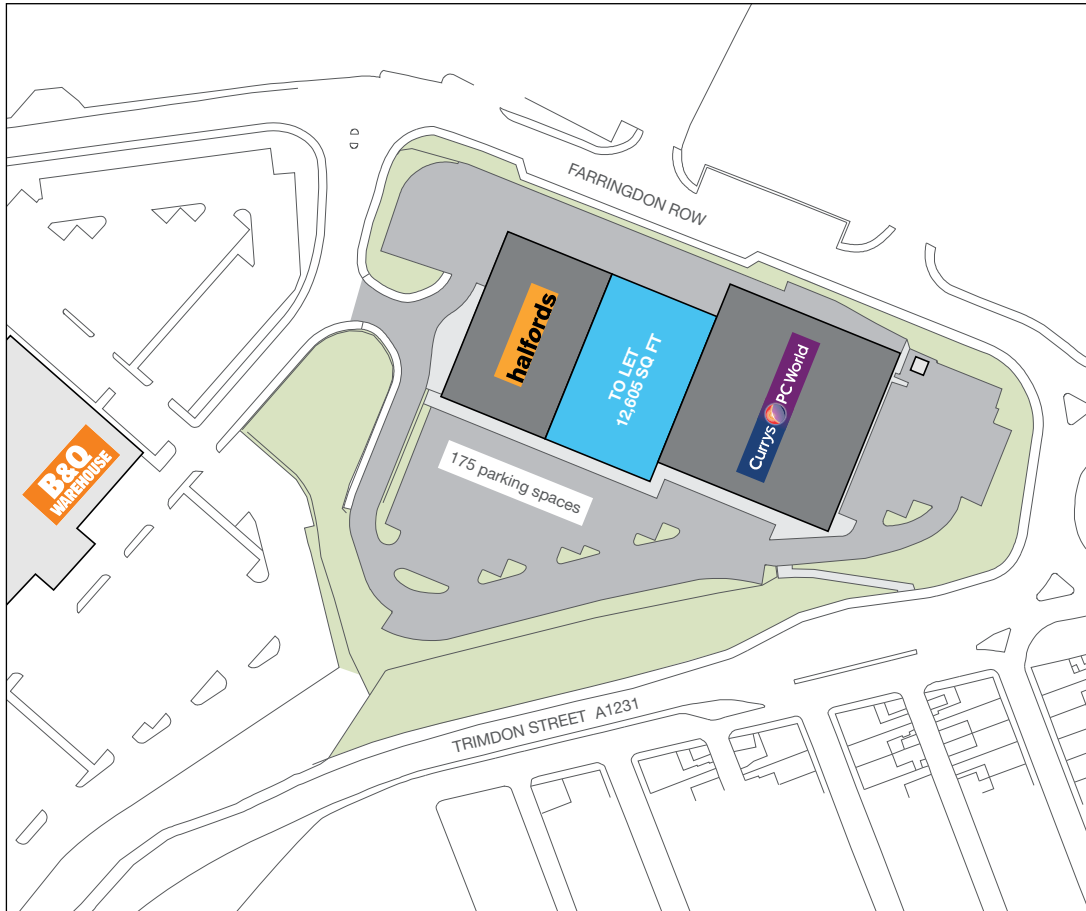 FARRINGDON ROW
halfords
TO LET
12,605 SQ FT
Currys PC World
175 parking spaces
B&Q
WAREHOUSE
TRIMDON STREET A1231